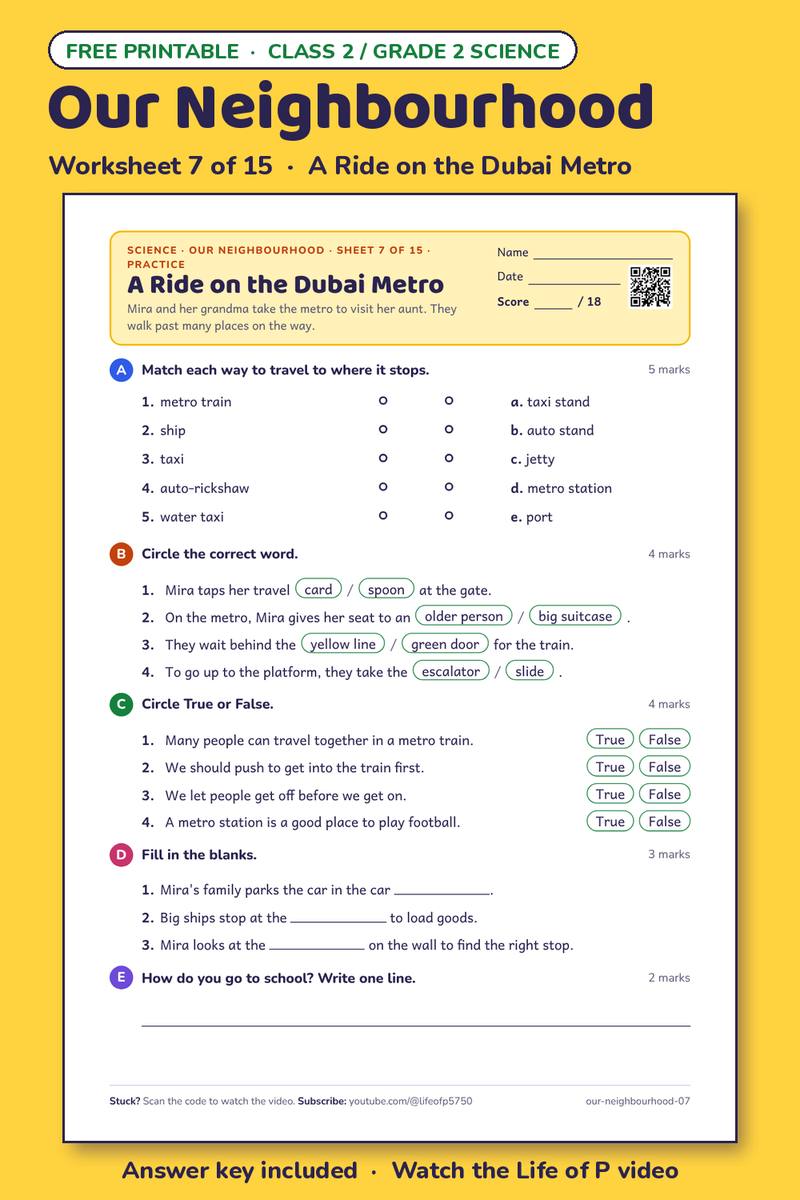 FREE PRINTABLE · CLASS 2 / GRADE 2 SCIENCE
Our Neighbourhood
Worksheet 7 of 15 · A Ride on the Dubai Metro
SCIENCE · OUR NEIGHBOURHOOD · SHEET 7 OF 15 ·
PRACTICE
A Ride on the Dubai Metro
Mira and her grandma take the metro to visit her aunt. They
walk past many places on the way.
Name ____________
Date ____________
Score ______ / 18
A Match each way to travel to where it stops. 5 marks
1. metro train a. taxi stand
2. ship b. auto stand
3. taxi c. jetty
4. auto-rickshaw d. metro station
5. water taxi e. port
B Circle the correct word. 4 marks
1. Mira taps her travel card / spoon at the gate.
2. On the metro, Mira gives her seat to an older person / big suitcase .
3. They wait behind the yellow line / green door for the train.
4. To go up to the platform, they take the escalator / slide .
C Circle True or False. 4 marks
1. Many people can travel together in a metro train. True False
2. We should push to get into the train first. True False
3. We let people get off before we get on. True False
4. A metro station is a good place to play football. True False
D Fill in the blanks. 3 marks
1. Mira's family parks the car in the car ____________.
2. Big ships stop at the ____________ to load goods.
3. Mira looks at the ____________ on the wall to find the right stop.
E How do you go to school? Write one line. 2 marks
Stuck? Scan the code to watch the video. Subscribe: youtube.com/@lifeofp5750 our-neighbourhood-07
Answer key included · Watch the Life of P video